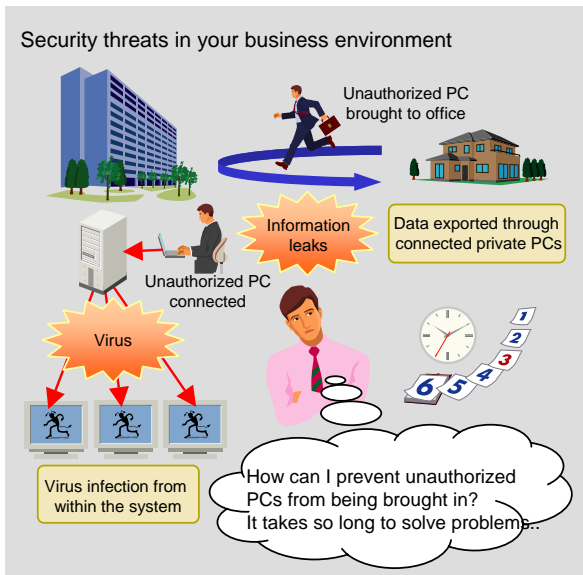 Security threats in your business environment
Unauthorized PC
brought to office
Information
leaks
Data exported through
connected private PCs
Unauthorized PC
connected
Virus
1
2
3
4
5
6
Virus infection from
within the system
How can I prevent unauthorized
PCs from being brought in?
It takes so long to solve problems..